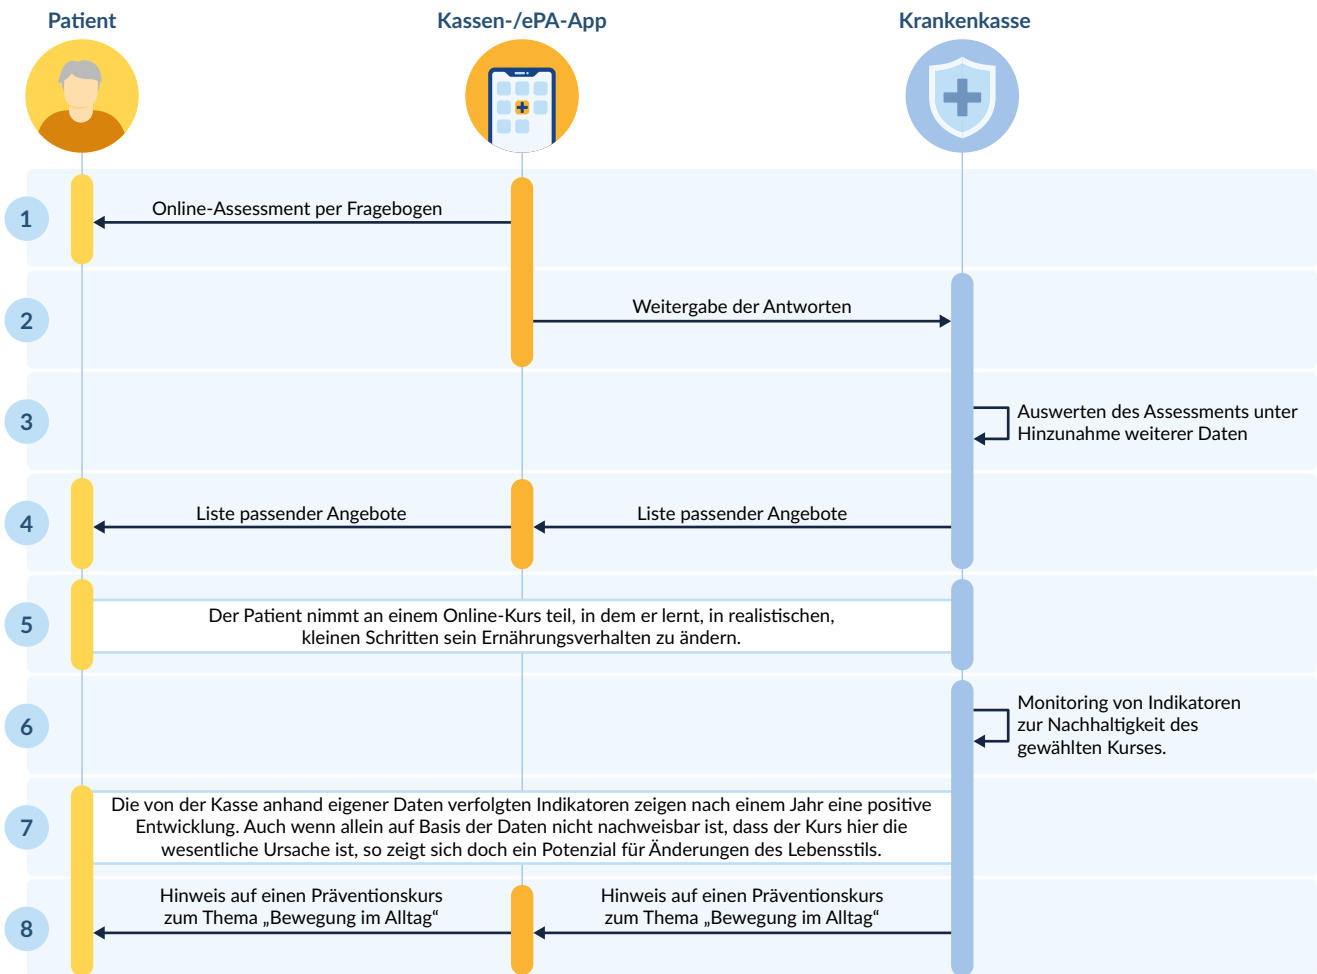 Patient
Kassen-/ePA-App
Krankenkasse
1
Online-Assessment per Fragebogen
2
Weitergabe der Antworten
3
Auswerten des Assessments unter
Hinzunahme weiterer Daten
4
Liste passender Angebote
Liste passender Angebote
5
Der Patient nimmt an einem Online-Kurs teil, in dem er lernt, in realistischen,
kleinen Schritten sein Ernährungsverhalten zu ändern.
6
Monitoring von Indikatoren
zur Nachhaltigkeit des
gewählten Kurses.
7
Die von der Kasse anhand eigener Daten verfolgten Indikatoren zeigen nach einem Jahr eine positive
Entwicklung. Auch wenn allein auf Basis der Daten nicht nachweisbar ist, dass der Kurs hier die
wesentliche Ursache ist, so zeigt sich doch ein Potenzial für Änderungen des Lebensstils.
8
Hinweis auf einen Präventionskurs
zum Thema „Bewegung im Alltag“
Hinweis auf einen Präventionskurs
zum Thema „Bewegung im Alltag“